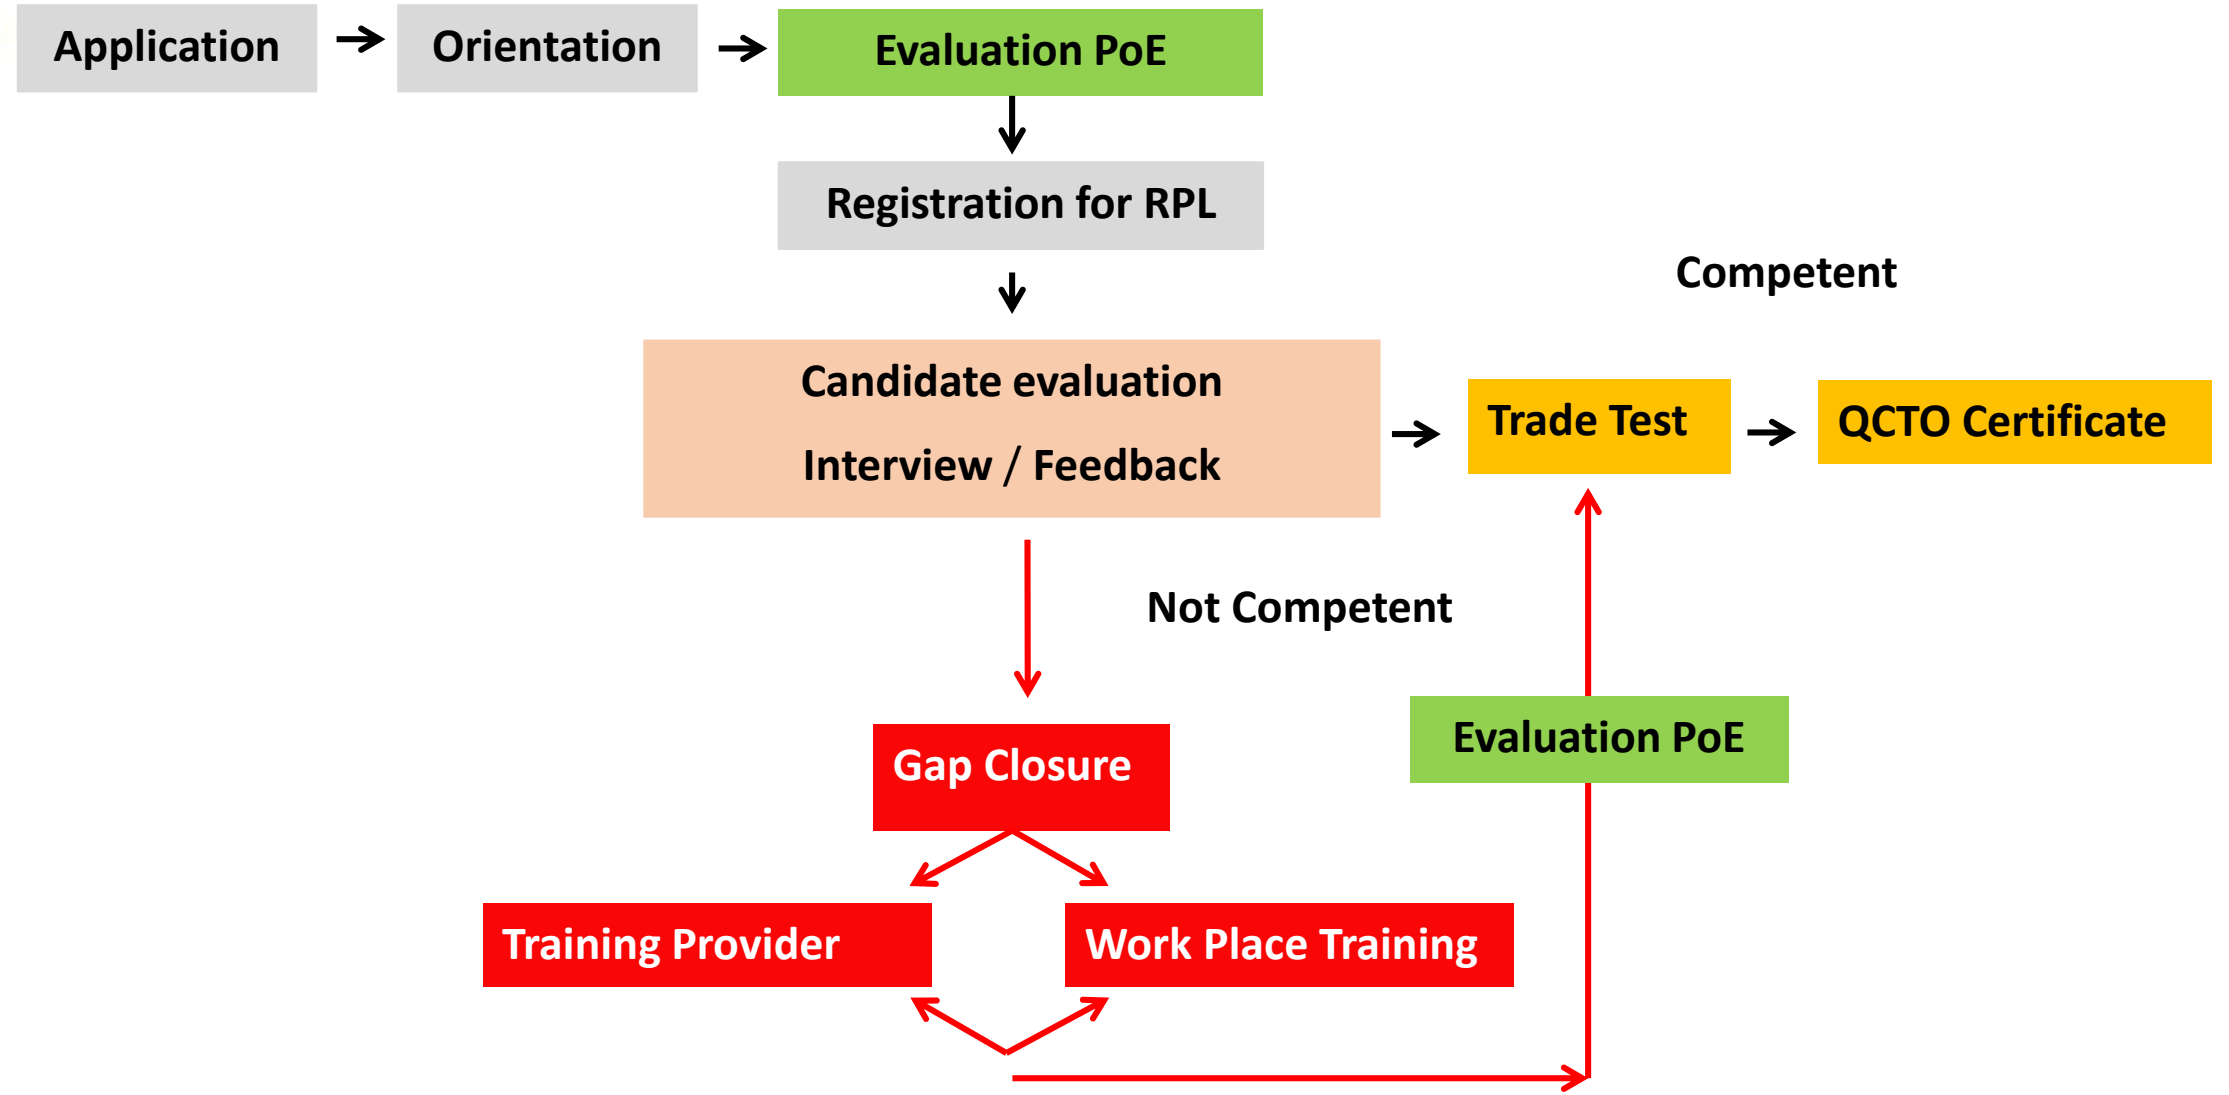 Application
Orientation
Evaluation PoE
Registration for RPL
Competent
Candidate evaluation
Interview / Feedback
Trade Test
QCTO Certificate
Not Competent
Gap Closure
Evaluation PoE
Training Provider
Work Place Training